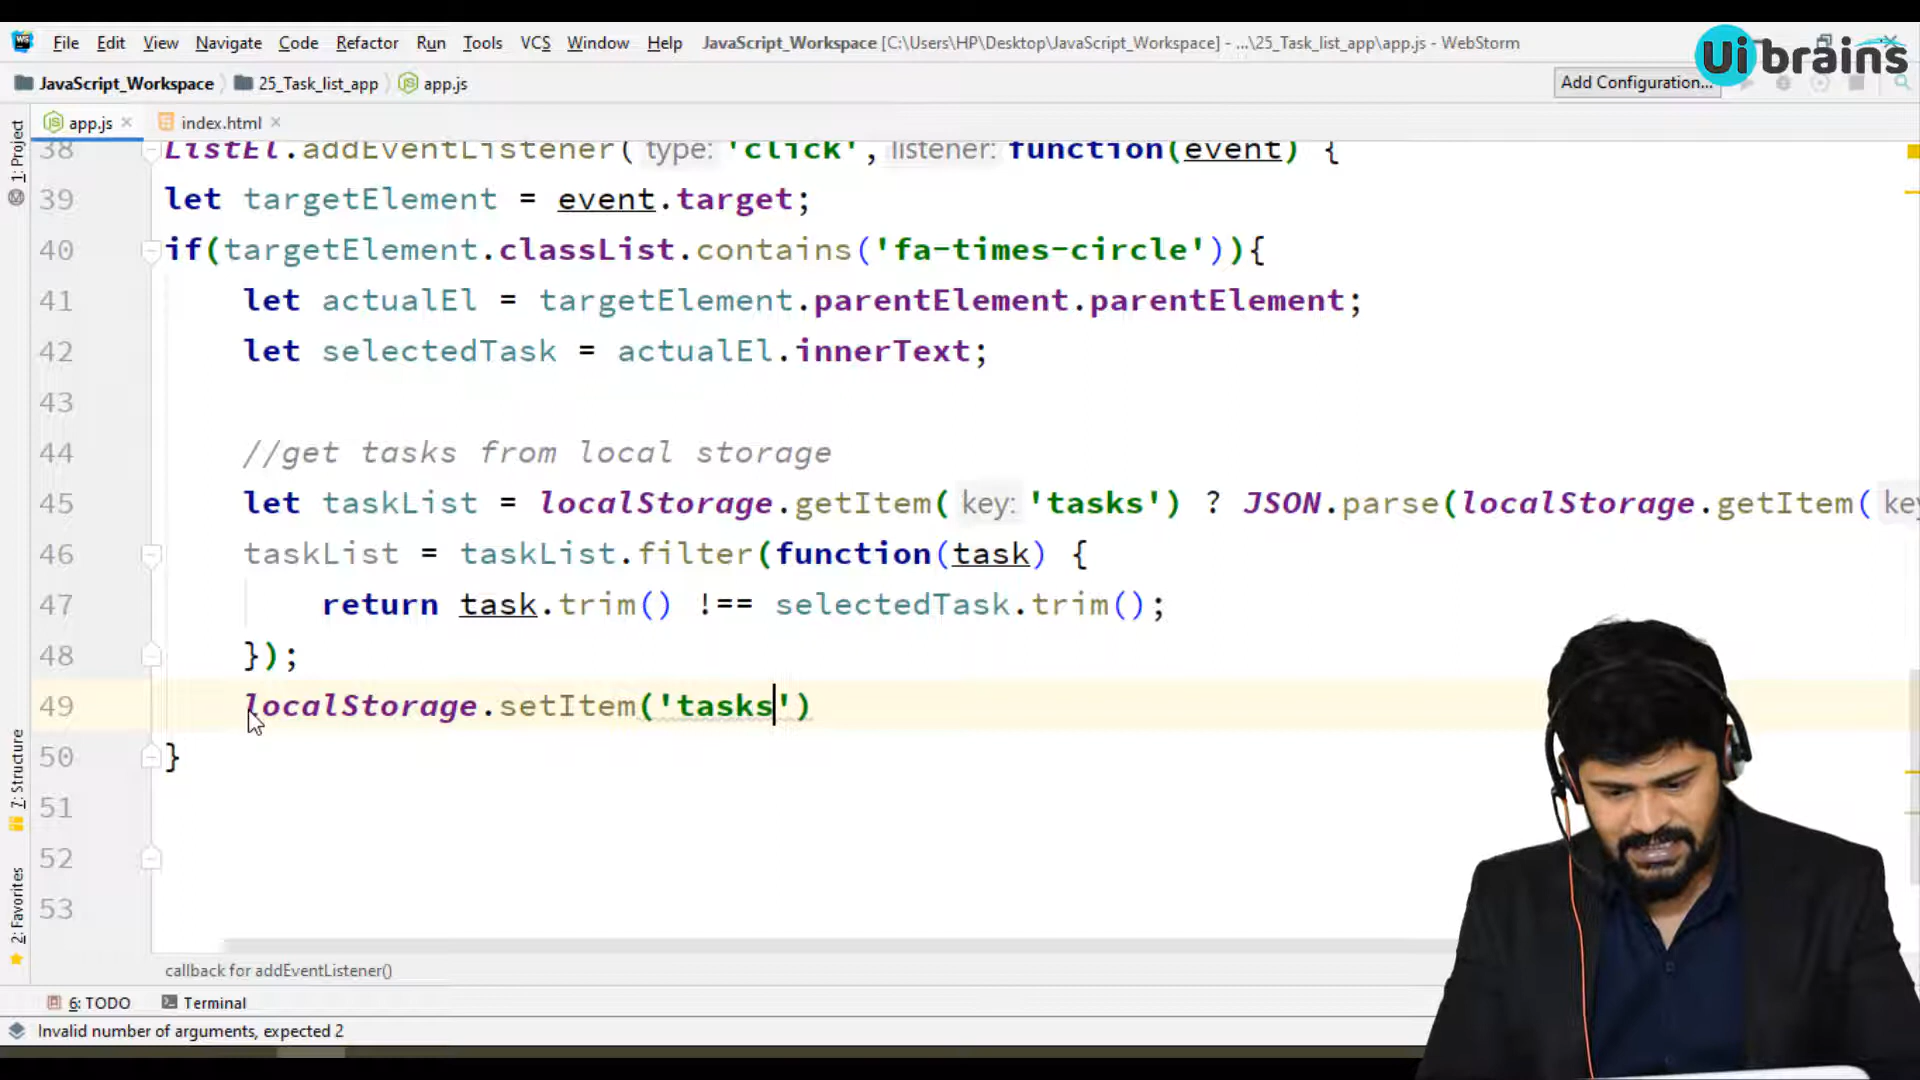 File Edit View Navigate Code Refactor Run Tools VCS Window Help JavaScript_Workspace [C:\Users\HP\Desktop\JavaScript_Workspace] - ...\25_Task_list_app\app.js - WebStorm
Ui brains
JavaScript_Workspace 25_Task_list_app app.js Add Configuration...
app.js index.html
1: Project
7: Structure
2: Favorites
38 ListEl.addEventListener( type: 'click', listener: function(event) {
39 let targetElement = event.target;
40 if(targetElement.classList.contains('fa-times-circle')){
41 let actualEl = targetElement.parentElement.parentElement;
42 let selectedTask = actualEl.innerText;
43
44 //get tasks from local storage
45 let taskList = localStorage.getItem( key: 'tasks') ? JSON.parse(localStorage.getItem(
46 taskList = taskList.filter(function(task) {
47 return task.trim() !== selectedTask.trim();
48 });
49 localStorage.setItem('tasks')
50 }
51
52
53
callback for addEventListener()
6: TODO Terminal
Invalid number of arguments, expected 2